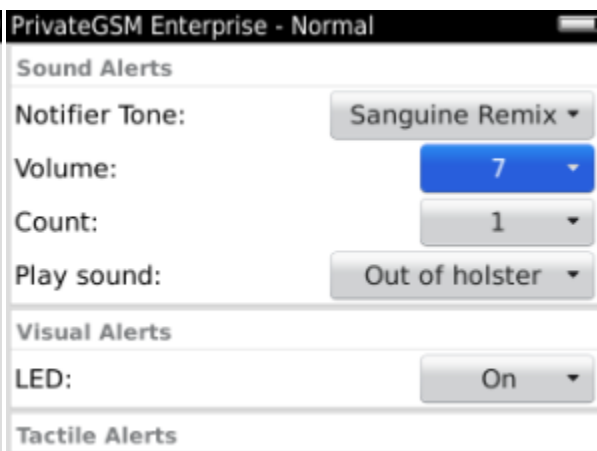 PrivateGSM Enterprise - Normal
Sound Alerts
Notifier Tone: Sanguine Remix
Volume: 7
Count: 1
Play sound: Out of holster
Visual Alerts
LED: On
Tactile Alerts